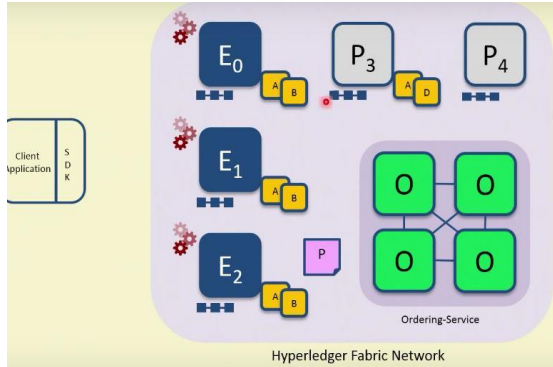 E0
A
B
P3
A
D
P4
Client
Application
S
D
K
E1
A
B
O
O
E2
A
B
P
O
O
Ordering-Service
Hyperledger Fabric Network